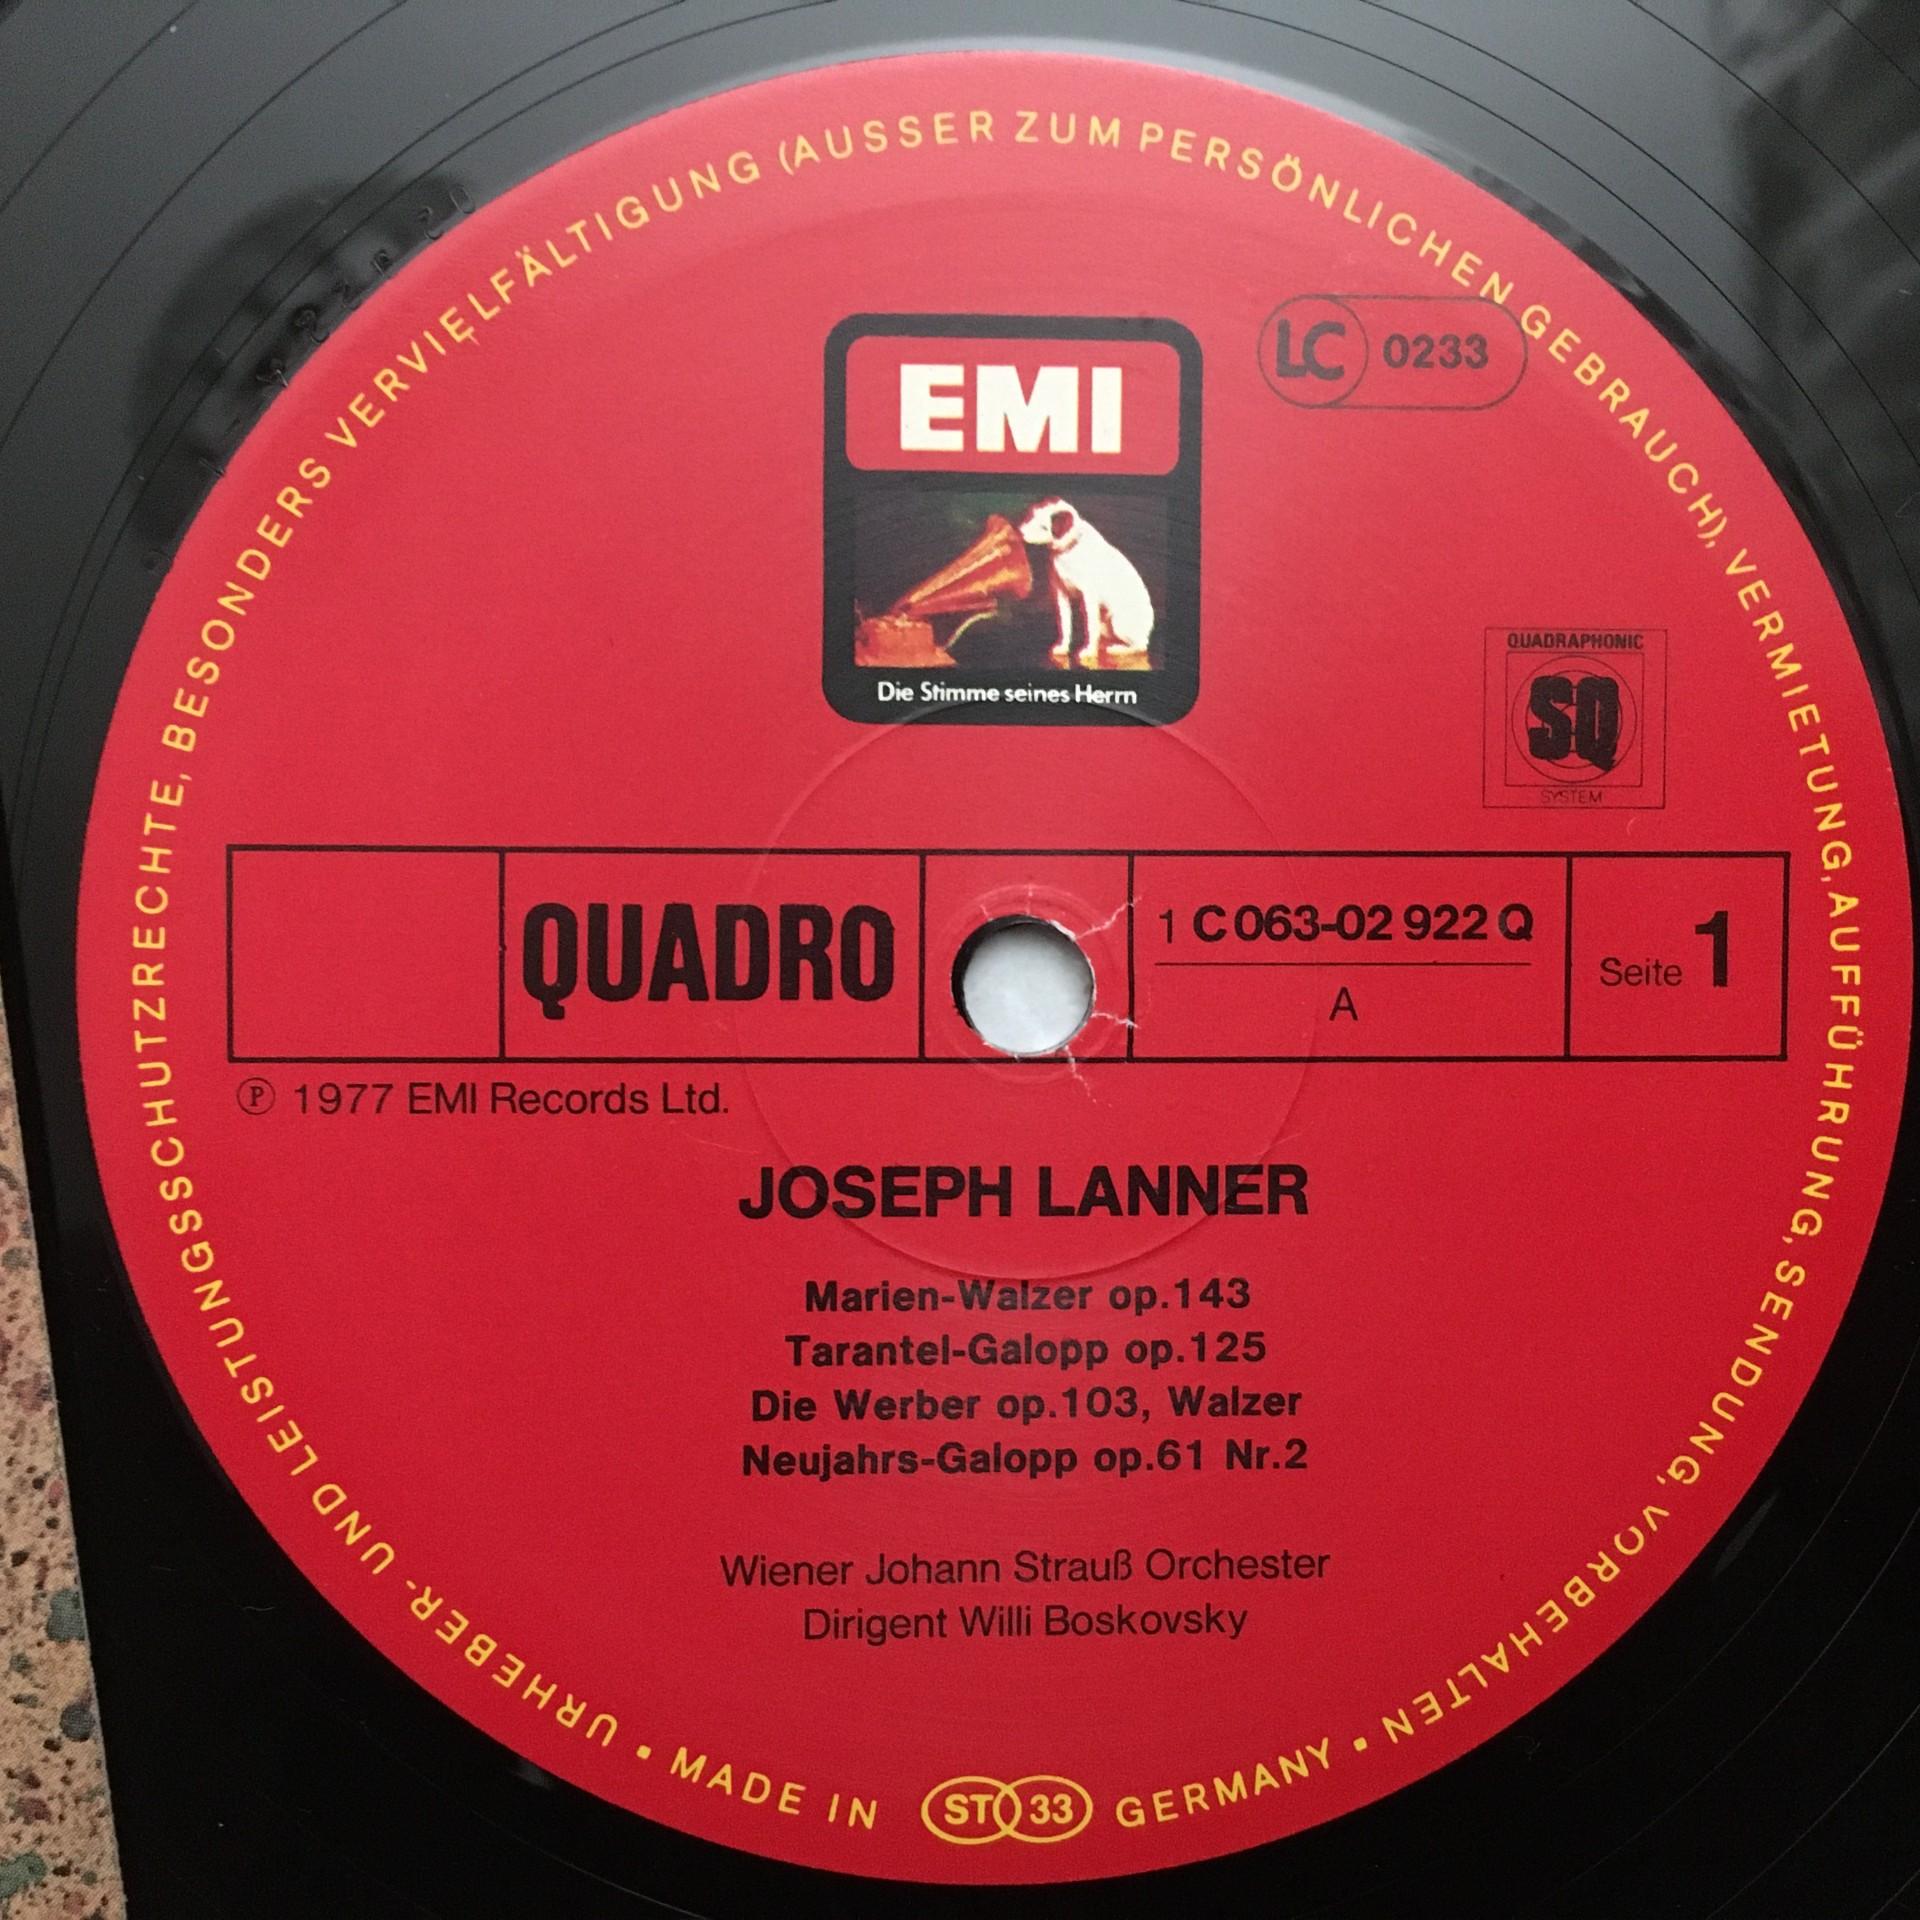 URHEBER- UND LEISTUNGSSCHUTZRECHTE, BESONDERS VERVIELFÄLTIGUNG (AUSSER ZUM PERSÖNLICHEN GEBRAUCH), VERMIETUNG, AUFFÜHRUNG, SENDUNG, VORBEHALTEN •
EMI
LC 0233
Die Stimme seines Herrn
QUADRAPHONIC
SQ
SYSTEM
QUADRO
1 C 063-02 922 Q
A
Seite 1
Ⓟ 1977 EMI Records Ltd.
JOSEPH LANNER
Marien-Walzer op.143
Tarantel-Galopp op.125
Die Werber op.103, Walzer
Neujahrs-Galopp op.61 Nr.2
Wiener Johann Strauß Orchester
Dirigent Willi Boskovsky
• MADE IN ST 33 GERMANY